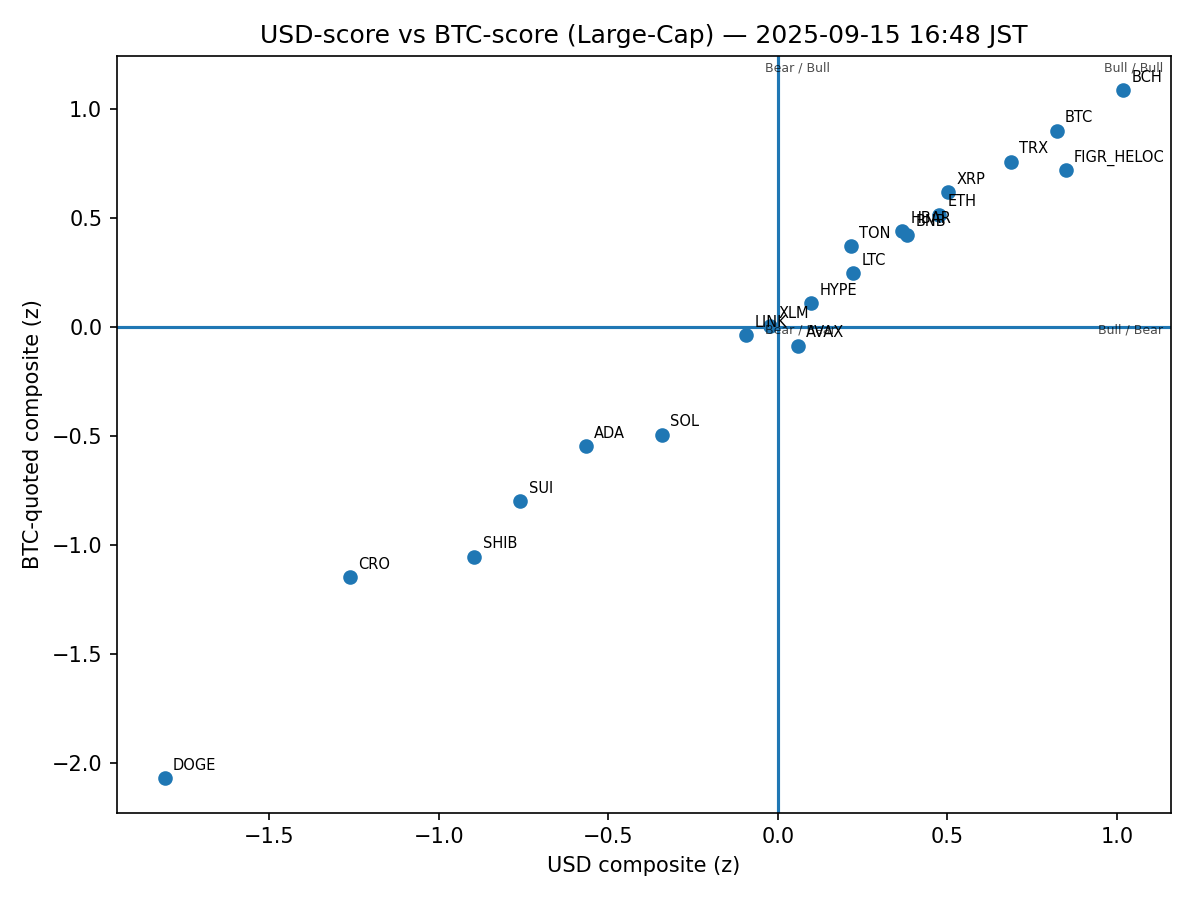 USD-score vs BTC-score (Large-Cap) — 2025-09-15 16:48 JST
Bear / Bull
Bull / Bull
BCH
BTC
TRX
FIGR_HELOC
XRP
ETH
HBAR
BNB
TON
LTC
HYPE
XLM
LINK
Bear / Bear
AVAX
Bull / Bear
SOL
ADA
SUI
SHIB
CRO
DOGE
1.0
0.5
0.0
−0.5
−1.0
−1.5
−2.0
BTC-quoted composite (z)
−1.5
−1.0
−0.5
0.0
0.5
1.0
USD composite (z)